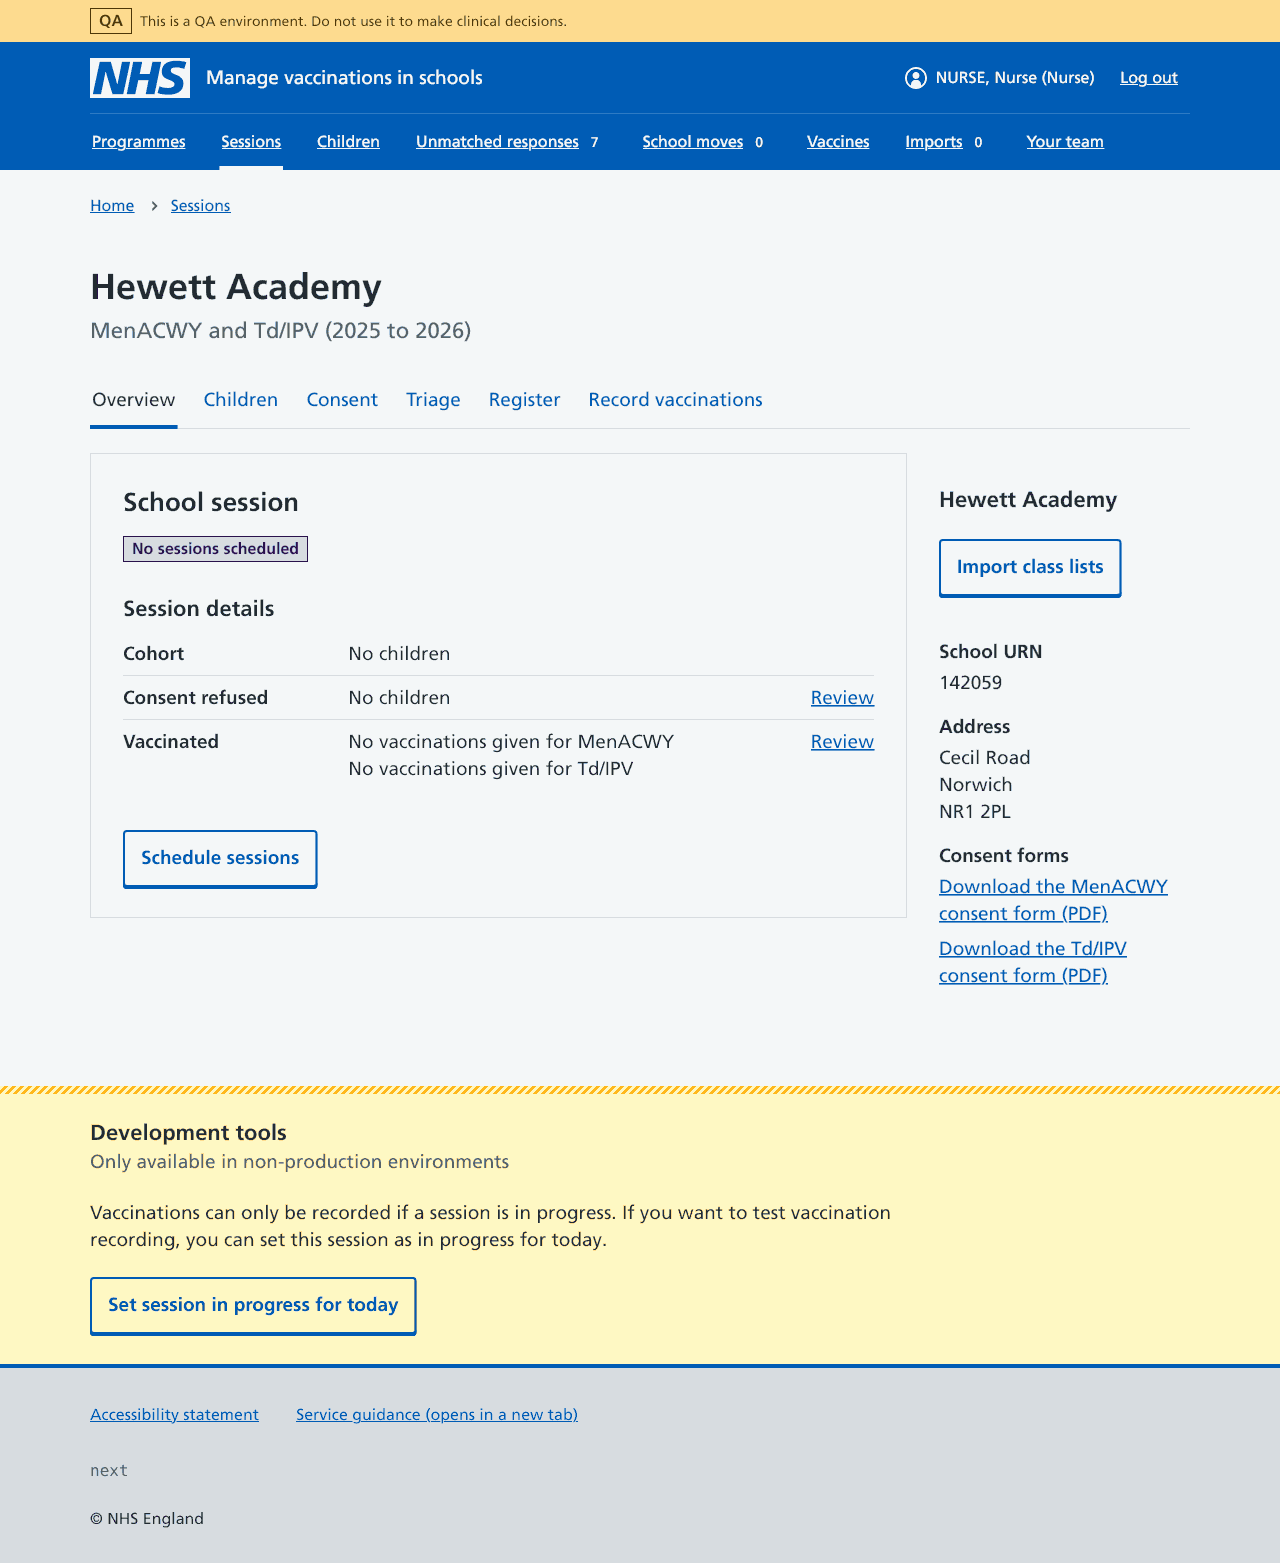 QA This is a QA environment. Do not use it to make clinical decisions.
NHS Manage vaccinations in schools NURSE, Nurse (Nurse) Log out
Programmes Sessions Children Unmatched responses 7 School moves 0 Vaccines Imports 0 Your team
Home Sessions
Hewett Academy
MenACWY and Td/IPV (2025 to 2026)
Overview Children Consent Triage Register Record vaccinations
School session
No sessions scheduled
Session details
Cohort No children
Consent refused No children Review
Vaccinated No vaccinations given for MenACWY Review
No vaccinations given for Td/IPV
Schedule sessions
Hewett Academy
Import class lists
School URN
142059
Address
Cecil Road
Norwich
NR1 2PL
Consent forms
Download the MenACWY
consent form (PDF)
Download the Td/IPV
consent form (PDF)
Development tools
Only available in non-production environments
Vaccinations can only be recorded if a session is in progress. If you want to test vaccination
recording, you can set this session as in progress for today.
Set session in progress for today
Accessibility statement Service guidance (opens in a new tab)
next
© NHS England